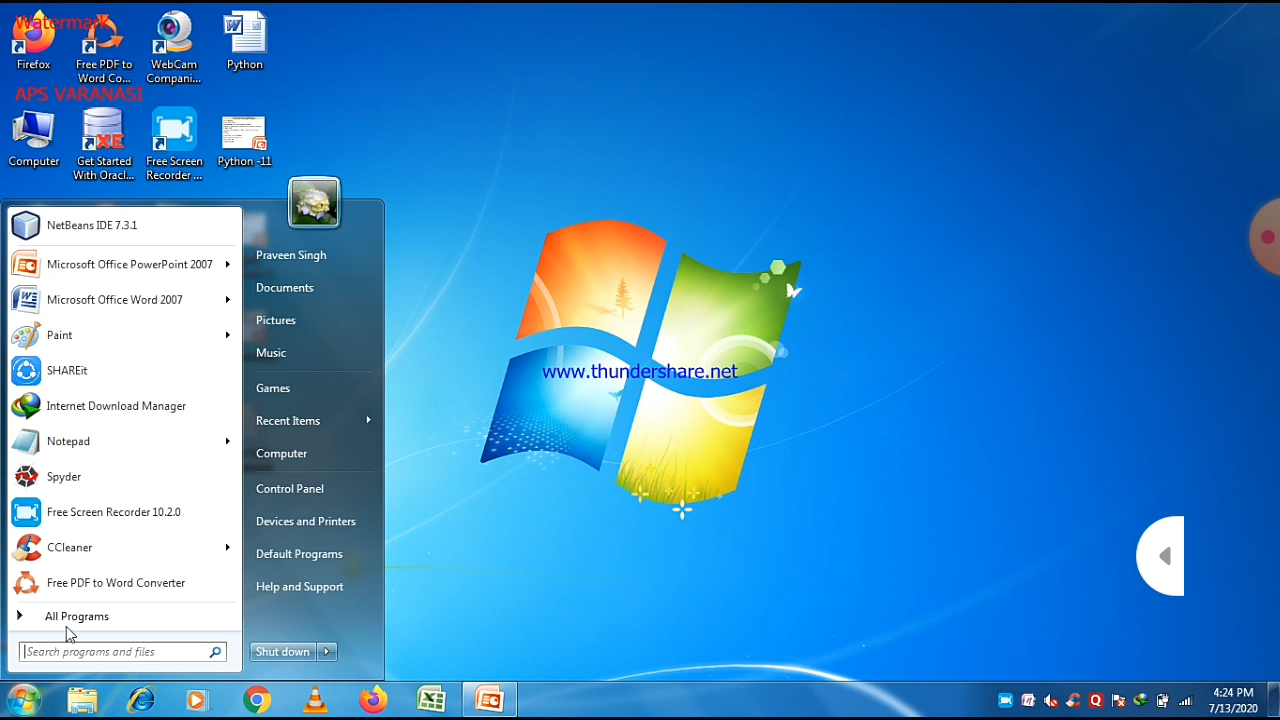 Watermark
Firefox
Free PDF to
Word Co...
WebCam
Compani...
Python
APS VARANASI
Computer
Get Started
With Oracl...
Free Screen
Recorder ...
Python -11
NetBeans IDE 7.3.1
Microsoft Office PowerPoint 2007
Microsoft Office Word 2007
Paint
SHAREit
Internet Download Manager
Notepad
Spyder
Free Screen Recorder 10.2.0
CCleaner
Free PDF to Word Converter
All Programs
Search programs and files
Praveen Singh
Documents
Pictures
Music
Games
Recent Items
Computer
Control Panel
Devices and Printers
Default Programs
Help and Support
Shut down
www.thundershare.net
4:24 PM
7/13/2020